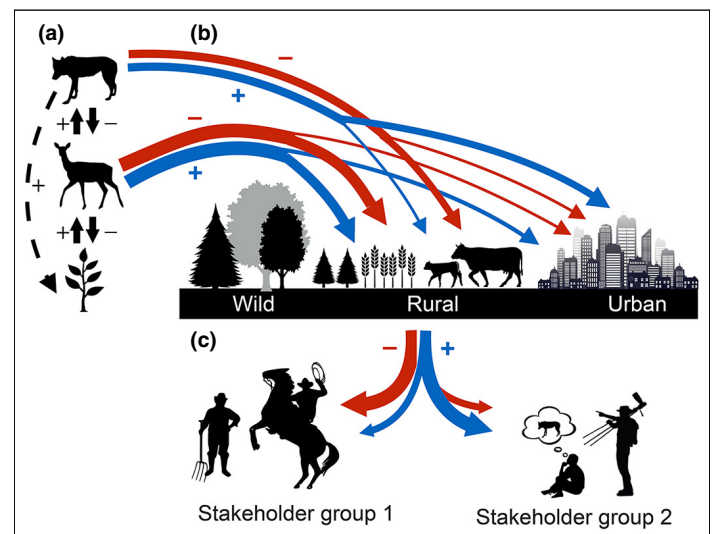 (a)
(b)
−
+
+ −
−
+
+
+ −
Wild Rural Urban
(c)
− +
Stakeholder group 1
Stakeholder group 2